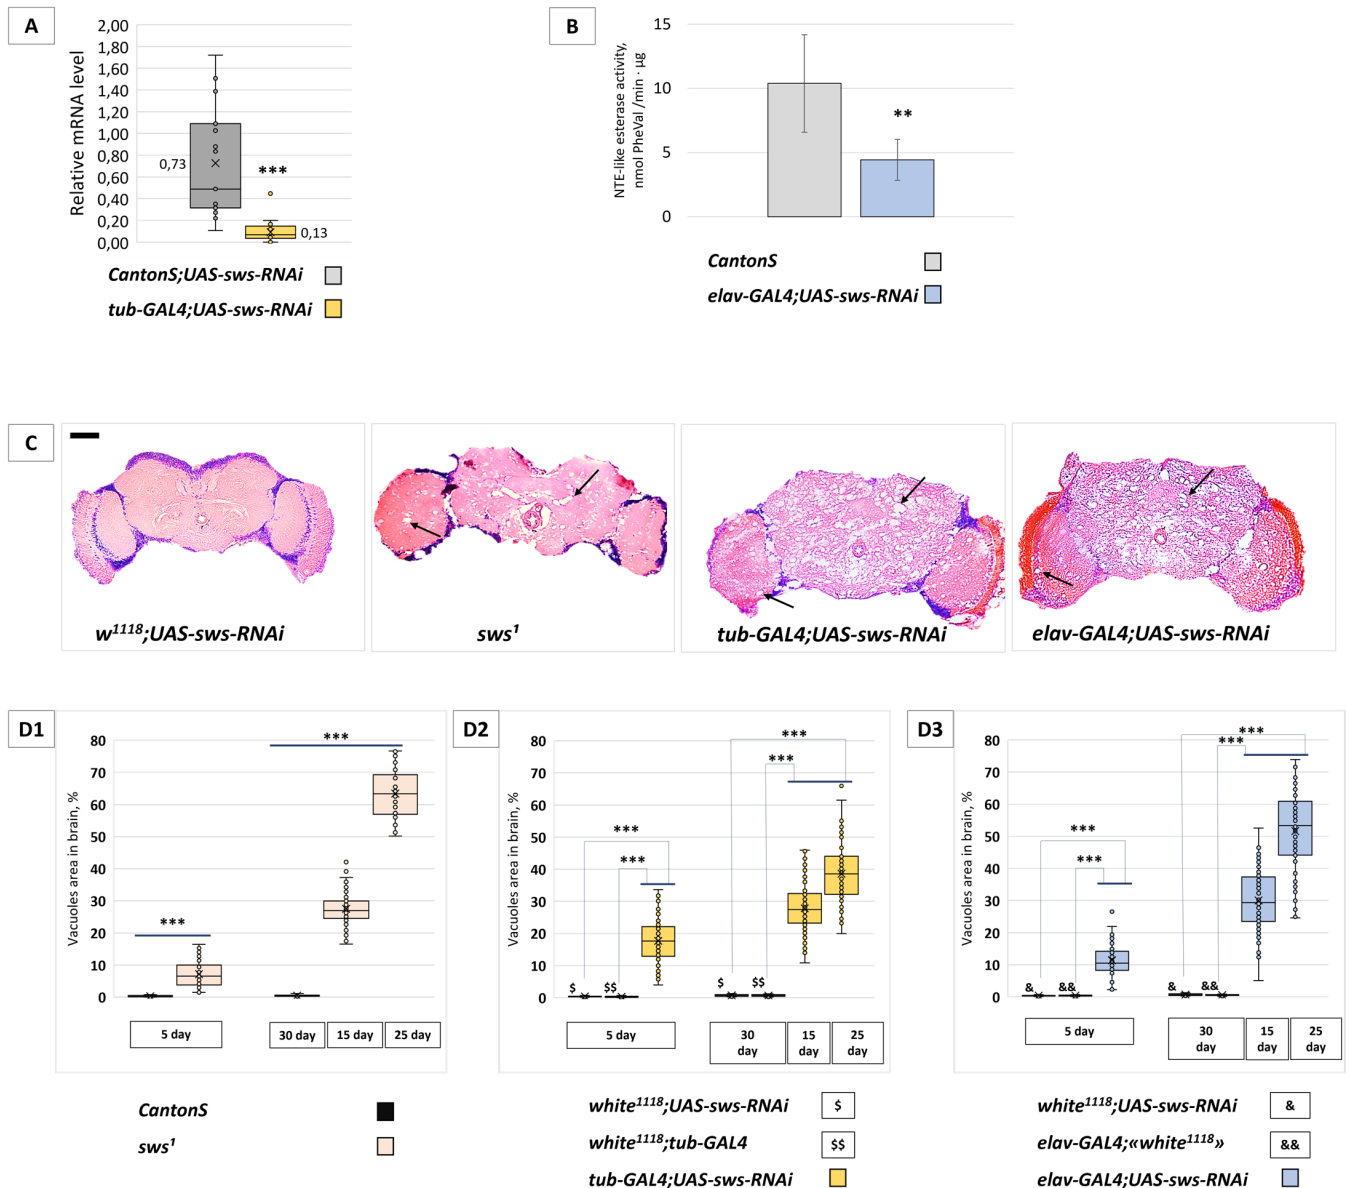 A
2,00
1,80
1,60
1,40
1,20
1,00
0,80
0,60
0,40
0,20
0,00
Relative mRNA level
0,73
***
0,13
CantonS;UAS-sws-RNAi
tub-GAL4;UAS-sws-RNAi
B
15
10
5
0
NTE-like esterase activity,
nmol PheVal /min · µg
**
CantonS
elav-GAL4;UAS-sws-RNAi
C
w1118;UAS-sws-RNAi
sws1
tub-GAL4;UAS-sws-RNAi
elav-GAL4;UAS-sws-RNAi
D1
80
70
60
50
40
30
20
10
0
Vacuoles area in brain, %
***
***
5 day
30 day
15 day
25 day
CantonS
sws1
D2
80
70
60
50
40
30
20
10
0
Vacuoles area in brain, %
***
***
***
***
$
$$
$
$$
5 day
30 day
15 day
25 day
white1118;UAS-sws-RNAi
$
white1118;tub-GAL4
$$
tub-GAL4;UAS-sws-RNAi
D3
80
70
60
50
40
30
20
10
0
Vacuoles area in brain, %
***
***
***
***
&
&&
&
&&
5 day
30 day
15 day
25 day
white1118;UAS-sws-RNAi
&
elav-GAL4;«white1118»
&&
elav-GAL4;UAS-sws-RNAi